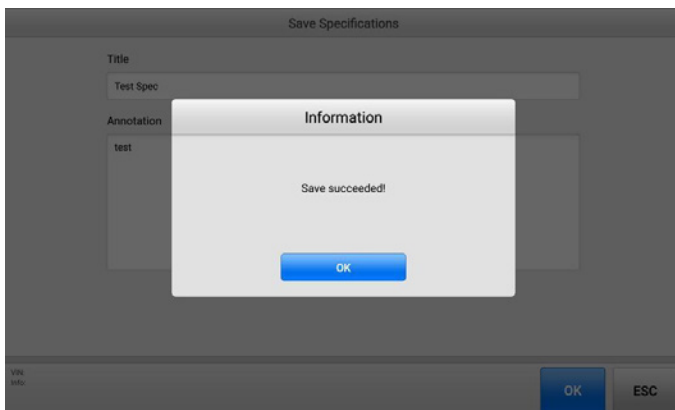 Save Specifications
Title
Test Spec
Annotation
test
Information
Save succeeded!
OK
VIN:
Info:
OK
ESC